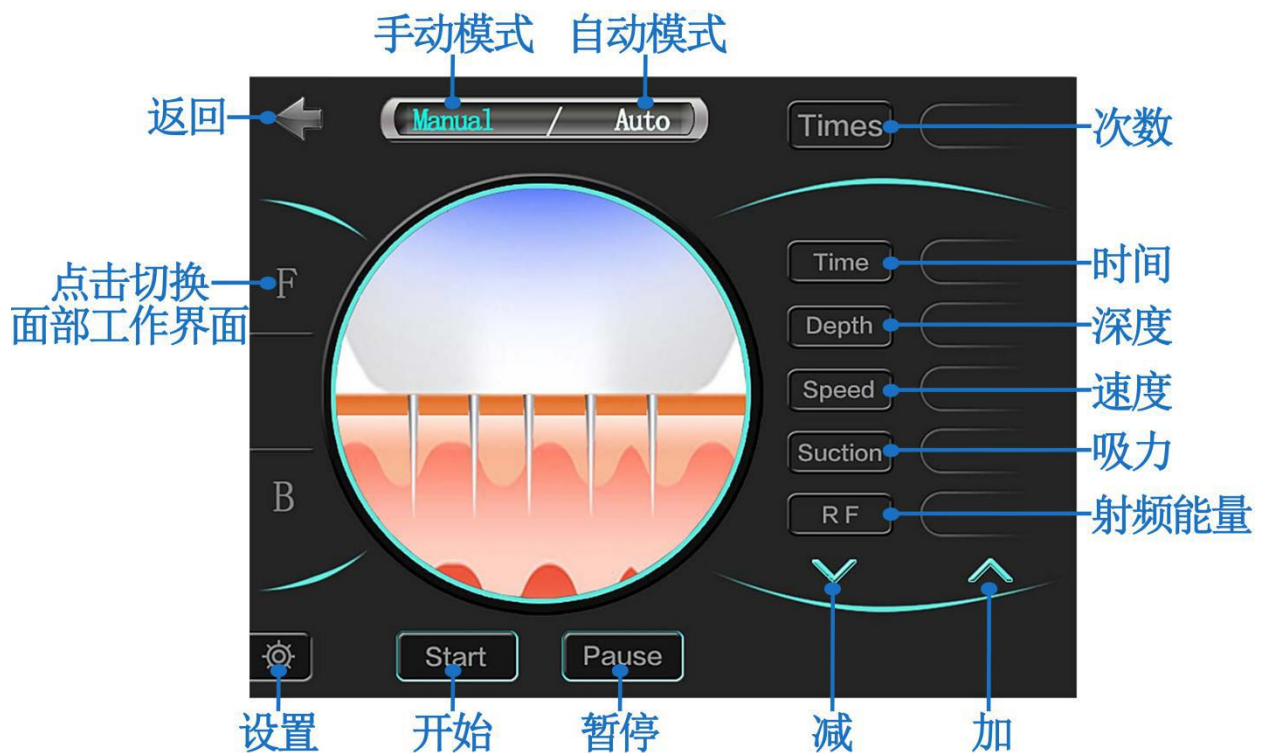 手动模式 自动模式
返回
Manual / Auto
Times
次数
点击切换
面部工作界面
F
B
Time
时间
Depth
深度
Speed
速度
Suction
吸力
RF
射频能量
Start
Pause
设置
开始
暂停
减
加